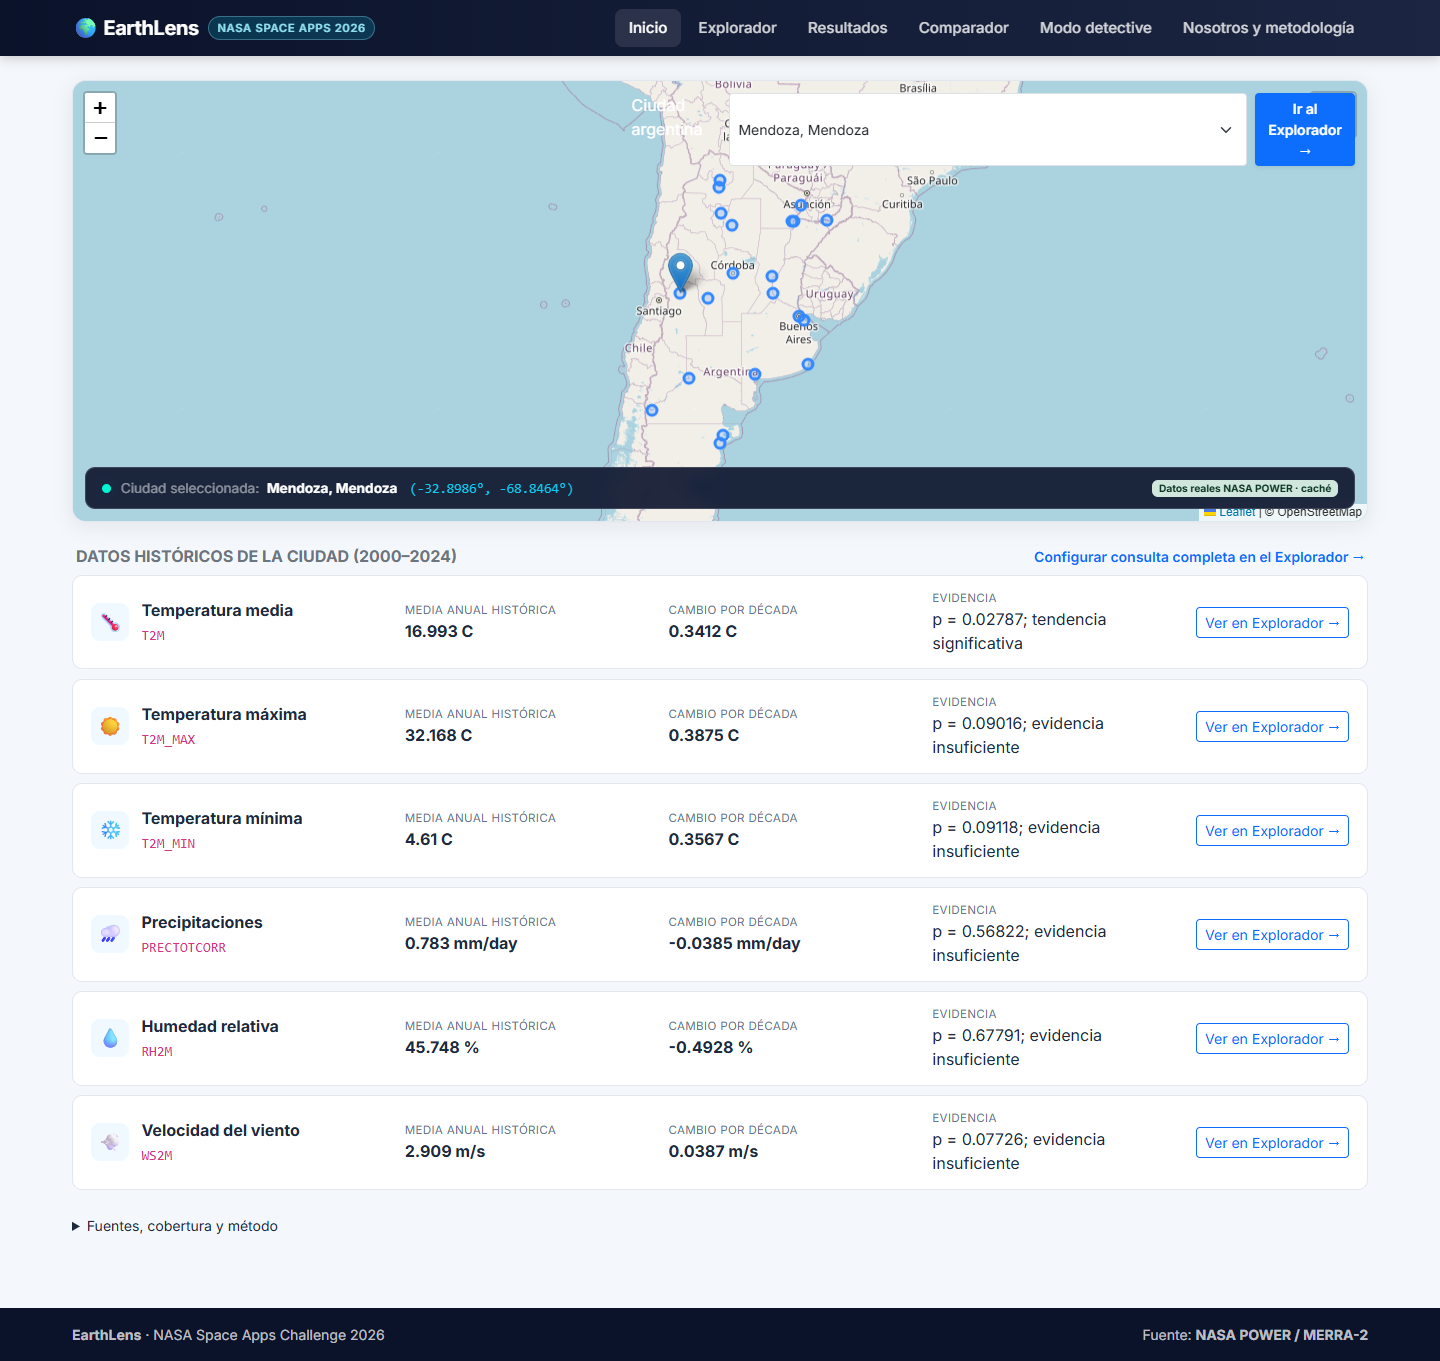 EarthLens NASA SPACE APPS 2026
Inicio Explorador Resultados Comparador Modo detective Nosotros y metodología
+
−
Bolivia
Brasília
Ciudad
argentina
Mendoza, Mendoza
Ir al
Explorador
→
Paraguay
Paraguái
São Paulo
Asunción
Curitiba
Córdoba
Uruguay
Santiago
Buenos
Aires
Chile
Argentina
Ciudad seleccionada: Mendoza, Mendoza (-32.8986°, -68.8464°)
Datos reales NASA POWER · caché
Leaflet | © OpenStreetMap
DATOS HISTÓRICOS DE LA CIUDAD (2000–2024)
Configurar consulta completa en el Explorador →
Temperatura media
T2M
MEDIA ANUAL HISTÓRICA
16.993 C
CAMBIO POR DÉCADA
0.3412 C
EVIDENCIA
p = 0.02787; tendencia
significativa
Ver en Explorador →
Temperatura máxima
T2M_MAX
MEDIA ANUAL HISTÓRICA
32.168 C
CAMBIO POR DÉCADA
0.3875 C
EVIDENCIA
p = 0.09016; evidencia
insuficiente
Ver en Explorador →
Temperatura mínima
T2M_MIN
MEDIA ANUAL HISTÓRICA
4.61 C
CAMBIO POR DÉCADA
0.3567 C
EVIDENCIA
p = 0.09118; evidencia
insuficiente
Ver en Explorador →
Precipitaciones
PRECTOTCORR
MEDIA ANUAL HISTÓRICA
0.783 mm/day
CAMBIO POR DÉCADA
-0.0385 mm/day
EVIDENCIA
p = 0.56822; evidencia
insuficiente
Ver en Explorador →
Humedad relativa
RH2M
MEDIA ANUAL HISTÓRICA
45.748 %
CAMBIO POR DÉCADA
-0.4928 %
EVIDENCIA
p = 0.67791; evidencia
insuficiente
Ver en Explorador →
Velocidad del viento
WS2M
MEDIA ANUAL HISTÓRICA
2.909 m/s
CAMBIO POR DÉCADA
0.0387 m/s
EVIDENCIA
p = 0.07726; evidencia
insuficiente
Ver en Explorador →
Fuentes, cobertura y método
EarthLens · NASA Space Apps Challenge 2026
Fuente: NASA POWER / MERRA-2